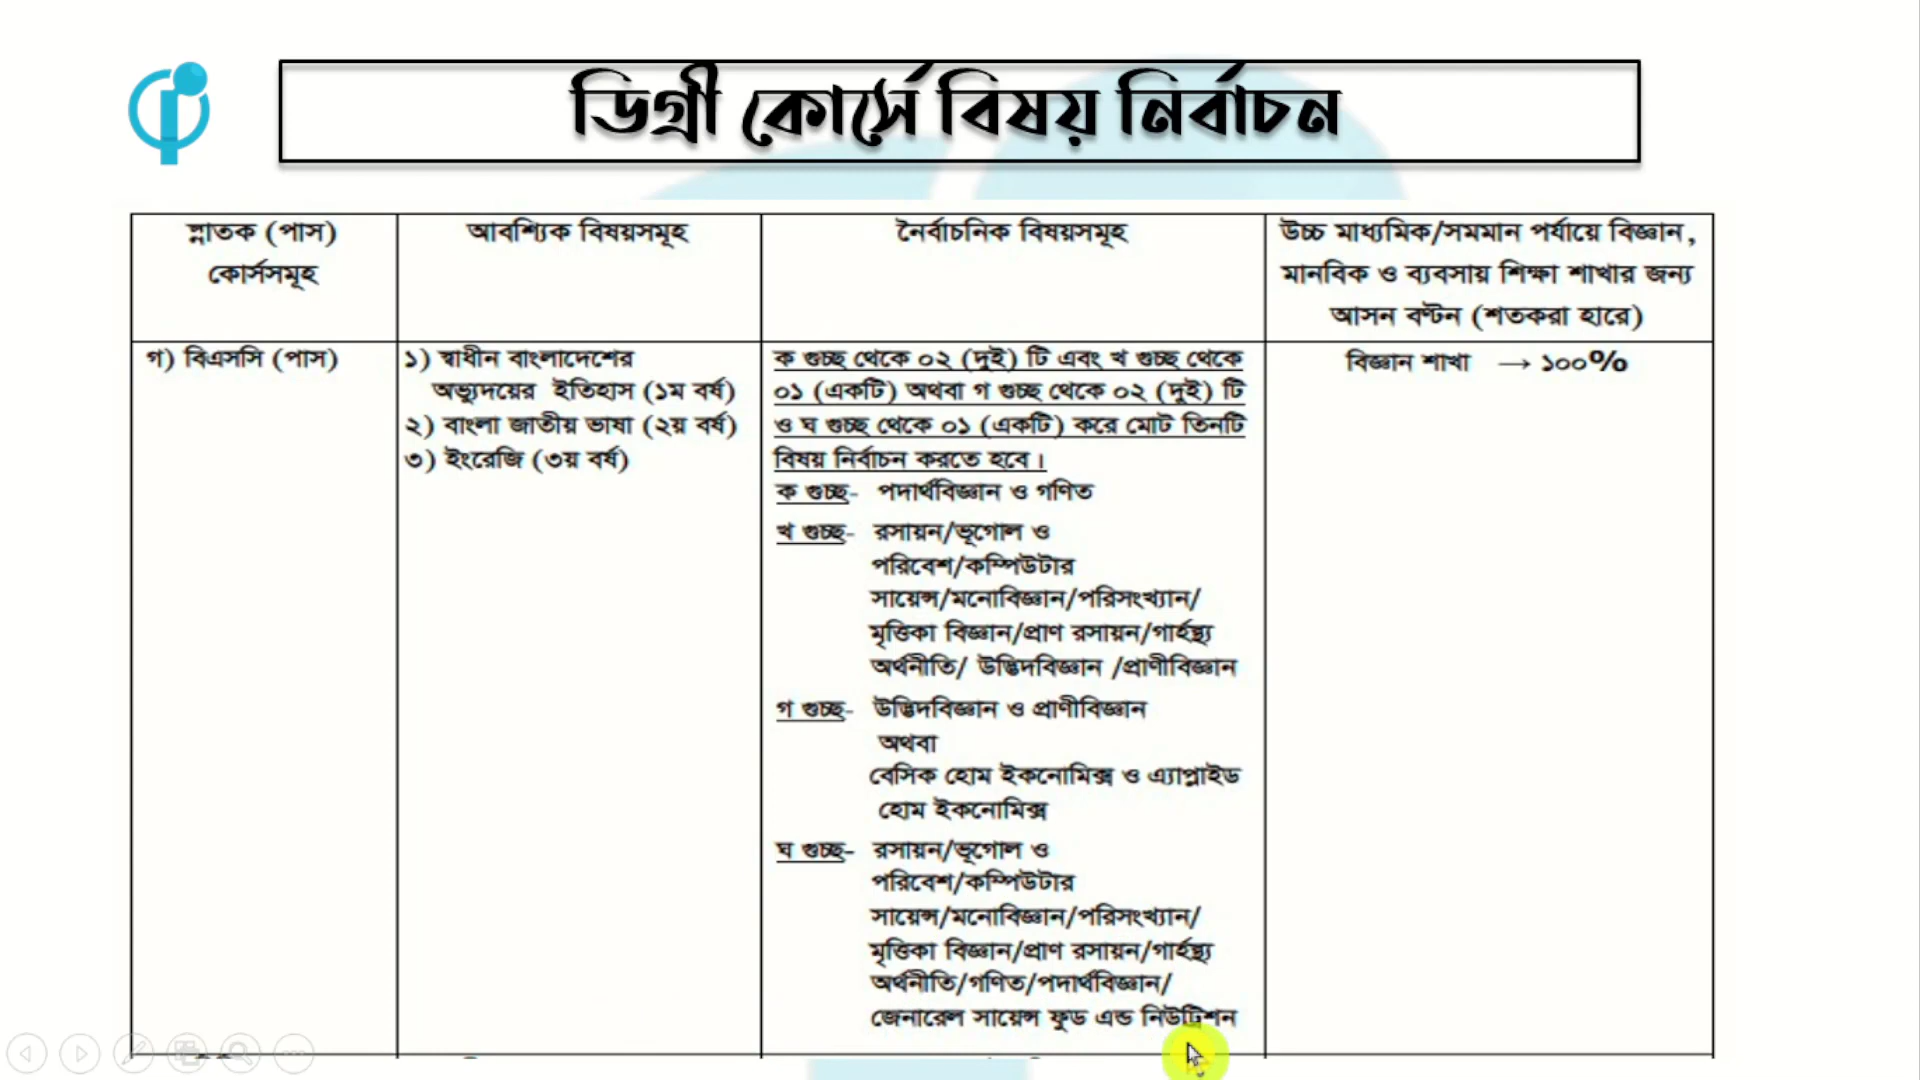 ডিগ্রী কোর্সে বিষয় নির্বাচন
স্নাতক (পাস)
কোর্সসমূহ
আবশ্যিক বিষয়সমূহ
নৈর্বাচনিক বিষয়সমূহ
উচ্চ মাধ্যমিক/সমমান পর্যায়ে বিজ্ঞান,
মানবিক ও ব্যবসায় শিক্ষা শাখার জন্য
আসন বণ্টন (শতকরা হারে)
গ) বিএসসি (পাস)
১) স্বাধীন বাংলাদেশের
অভ্যুদয়ের ইতিহাস (১ম বর্ষ)
২) বাংলা জাতীয় ভাষা (২য় বর্ষ)
৩) ইংরেজি (৩য় বর্ষ)
ক গুচ্ছ থেকে ০২ (দুই) টি এবং খ গুচ্ছ থেকে
০১ (একটি) অথবা গ গুচ্ছ থেকে ০২ (দুই) টি
ও ঘ গুচ্ছ থেকে ০১ (একটি) করে মোট তিনটি
বিষয় নির্বাচন করতে হবে।
ক গুচ্ছ- পদার্থবিজ্ঞান ও গণিত
খ গুচ্ছ- রসায়ন/ভূগোল ও
পরিবেশ/কম্পিউটার
সায়েন্স/মনোবিজ্ঞান/পরিসংখ্যান/
মৃত্তিকা বিজ্ঞান/প্রাণ রসায়ন/গার্হস্থ্য
অর্থনীতি/ উদ্ভিদবিজ্ঞান /প্রাণীবিজ্ঞান
গ গুচ্ছ- উদ্ভিদবিজ্ঞান ও প্রাণীবিজ্ঞান
অথবা
বেসিক হোম ইকনোমিক্স ও এ্যাপ্লাইড
হোম ইকনোমিক্স
ঘ গুচ্ছ- রসায়ন/ভূগোল ও
পরিবেশ/কম্পিউটার
সায়েন্স/মনোবিজ্ঞান/পরিসংখ্যান/
মৃত্তিকা বিজ্ঞান/প্রাণ রসায়ন/গার্হস্থ্য
অর্থনীতি/গণিত/পদার্থবিজ্ঞান/
জেনারেল সায়েন্স ফুড এন্ড নিউট্রিশন
বিজ্ঞান শাখা → ১০০%